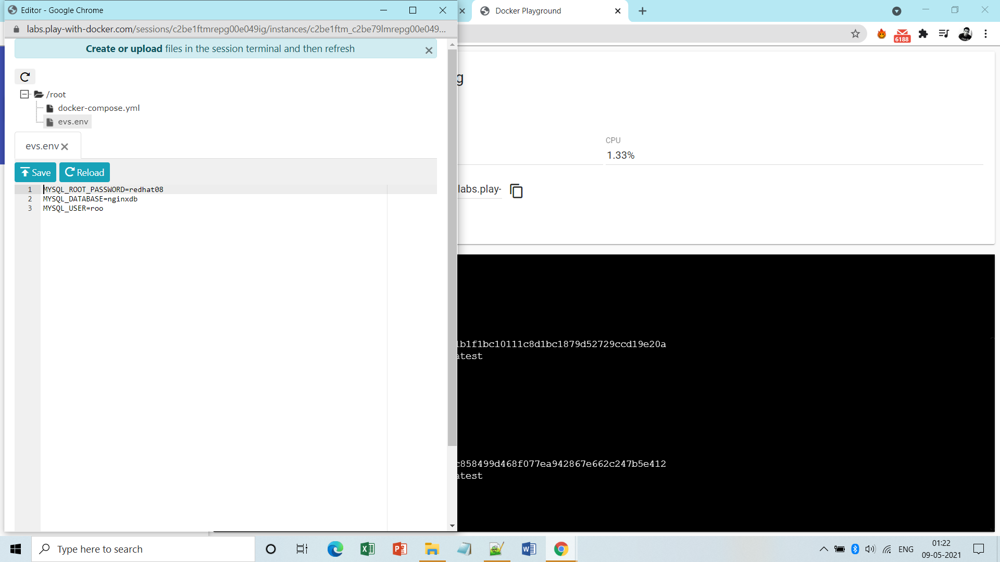 Editor - Google Chrome
labs.play-with-docker.com/sessions/c2be1ftmrepg00e049ig/instances/c2be1ftm_c2be79lmrepg00e049...
Create or upload files in the session terminal and then refresh
/root
docker-compose.yml
evs.env
evs.env
Save
Reload
1 MYSQL_ROOT_PASSWORD=redhat08
2 MYSQL_DATABASE=nginxdb
3 MYSQL_USER=roo
Docker Playground
6188
g
CPU
1.33%
labs.play-
lb1f1bc10111c8d1bc1879d52729ccd19e20a
atest
c858499d468f077ea942867e662c247b5e412
atest
Type here to search
ENG
01:22
09-05-2021